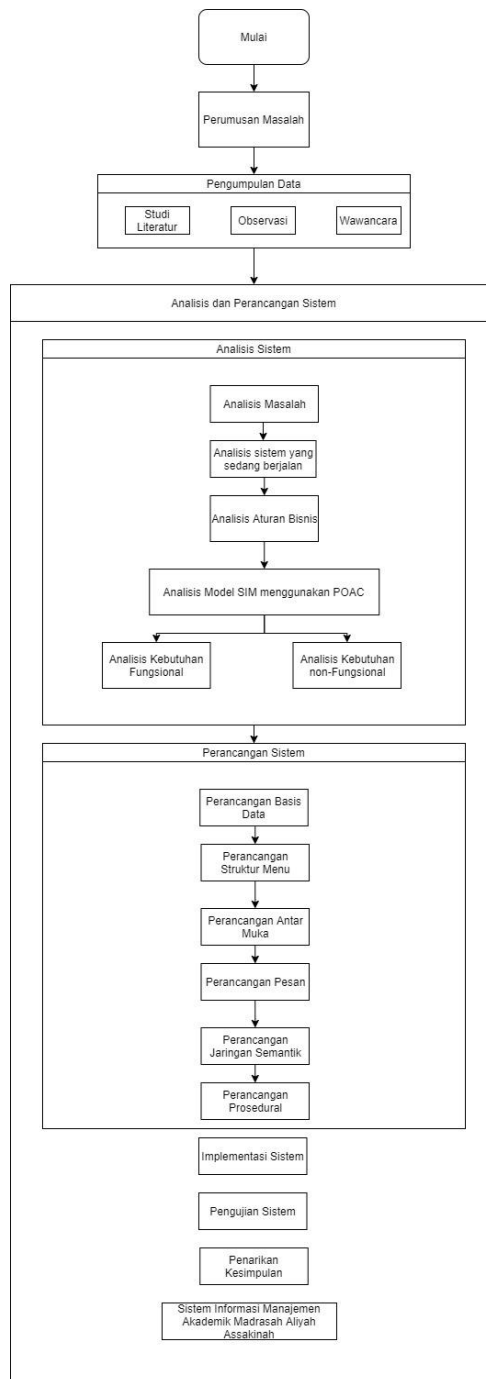 Mulai
Perumusan Masalah
Pengumpulan Data
Studi
Literatur
Observasi
Wawancara
Analisis dan Perancangan Sistem
Analisis Sistem
Analisis Masalah
Analisis sistem yang
sedang berjalan
Analisis Aturan Bisnis
Analisis Model SIM menggunakan POAC
Analisis Kebutuhan
Fungsional
Analisis Kebutuhan
non-Fungsional
Perancangan Sistem
Perancangan Basis
Data
Perancangan
Struktur Menu
Perancangan Antar
Muka
Perancangan Pesan
Perancangan
Jaringan Semantik
Perancangan
Prosedural
Implementasi Sistem
Pengujian Sistem
Penarikan
Kesimpulan
Sistem Informasi Manajemen
Akademik Madrasah Aliyah
Assakinah